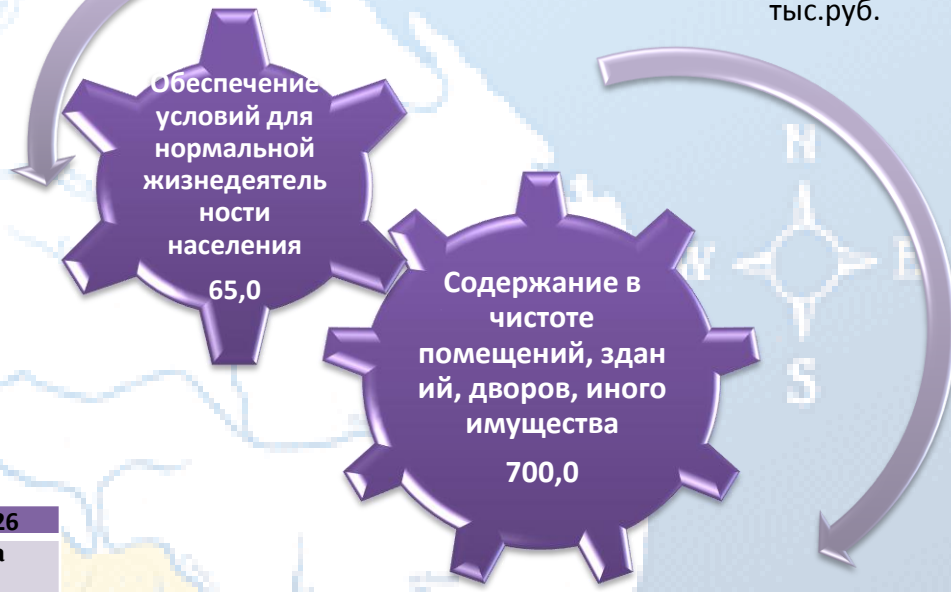 тыс.руб.
Обеспечение
условий для
нормальной
жизнедеятель
ности
населения
65,0
Содержание в
чистоте
помещений, здан
ий, дворов, иного
имущества
700,0
N
W
E
S
26
а